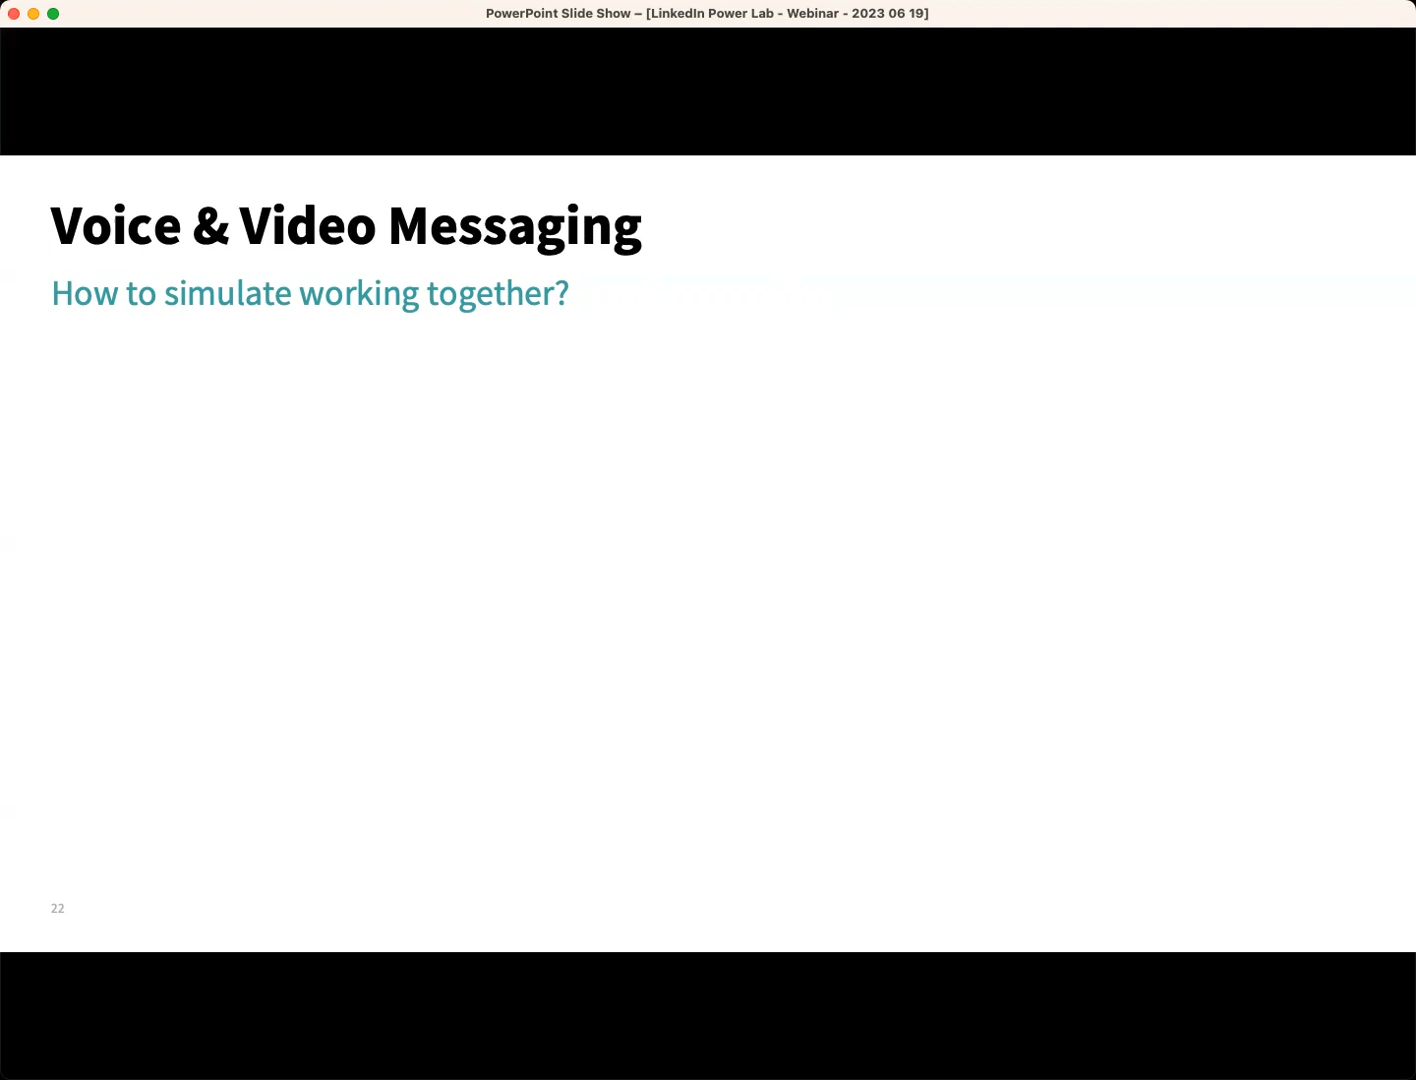 PowerPoint Slide Show – [LinkedIn Power Lab - Webinar - 2023 06 19]
Voice & Video Messaging
How to simulate working together?
22